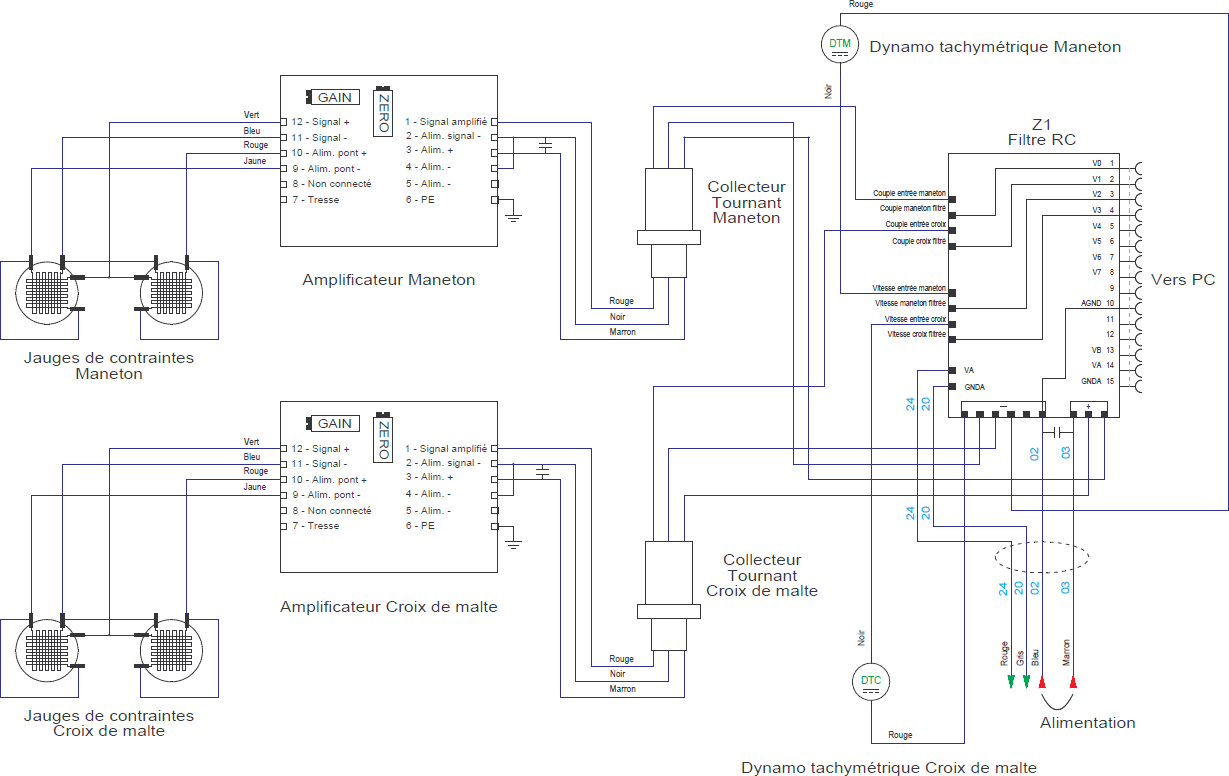 Rouge
DTM
Dynamo tachymétrique Maneton
Noir
GAIN
ZERO
Vert
Bleu
Rouge
Jaune
12 - Signal +
11 - Signal -
10 - Alim. pont +
9 - Alim. pont -
8 - Non connecté
7 - Tresse
1 - Signal amplifié
2 - Alim. signal -
3 - Alim. +
4 - Alim. -
5 - Alim. -
6 - PE
Amplificateur Maneton
Jauges de contraintes
Maneton
Rouge
Noir
Marron
Collecteur
Tournant
Maneton
Z1
Filtre RC
Couple entrée maneton
Couple maneton filtré
Couple entrée croix
Couple croix filtré
Vitesse entrée maneton
Vitesse maneton filtrée
Vitesse entrée croix
Vitesse croix filtrée
VA
GNDA
V0 1
V1 2
V2 3
V3 4
V4 5
V5 6
V6 7
V7 8
9
AGND 10
11
12
VB 13
VA 14
GNDA 15
Vers PC
–
+
24
20
02
03
GAIN
ZERO
Vert
Bleu
Rouge
Jaune
12 - Signal +
11 - Signal -
10 - Alim. pont +
9 - Alim. pont -
8 - Non connecté
7 - Tresse
1 - Signal amplifié
2 - Alim. signal -
3 - Alim. +
4 - Alim. -
5 - Alim. -
6 - PE
Amplificateur Croix de malte
Jauges de contraintes
Croix de malte
Rouge
Noir
Marron
Collecteur
Tournant
Croix de malte
24
20
24
20
02
03
Rouge
Gris
Bleu
Marron
Alimentation
Noir
DTC
Rouge
Dynamo tachymétrique Croix de malte